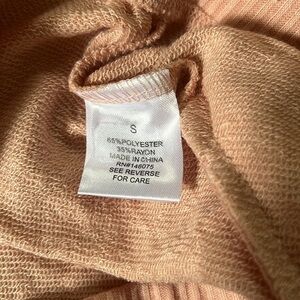 S
65%POLYESTER
35%RAYON
MADE IN CHINA
RN#146075
SEE REVERSE
FOR CARE